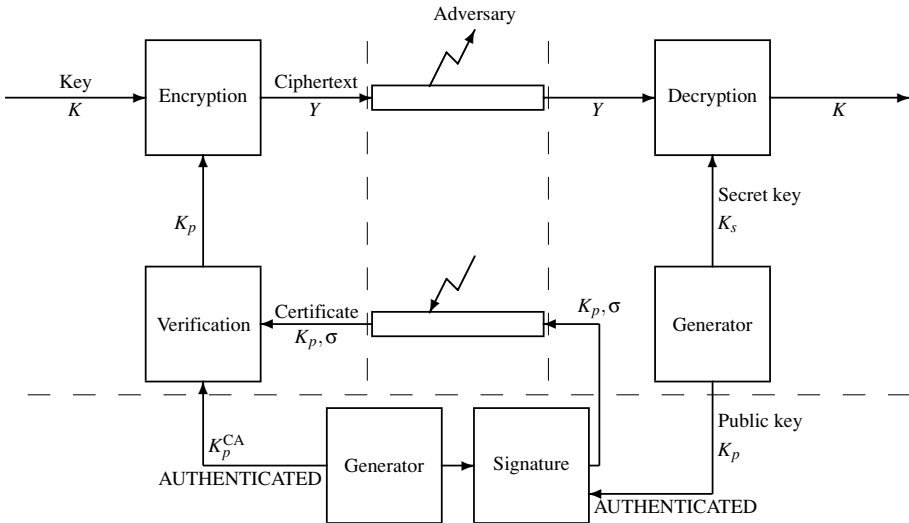 Adversary
Key
K
Encryption
Ciphertext
Y
Y
Decryption
K
K_p
Secret key
K_s
Verification
Certificate
K_p, σ
K_p, σ
Generator
K_p^CA
AUTHENTICATED
Generator
Signature
Public key
K_p
AUTHENTICATED